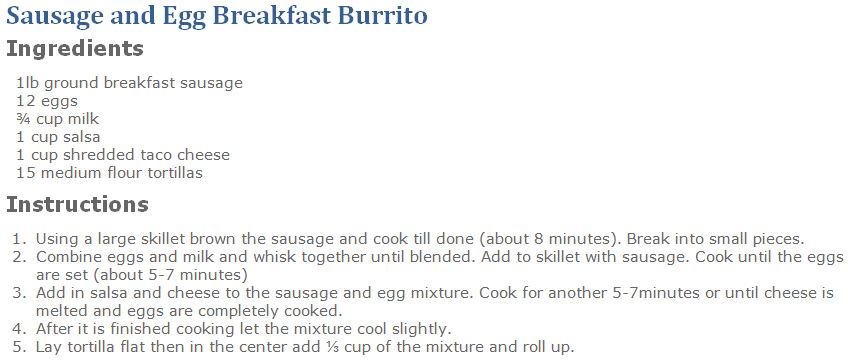 Sausage and Egg Breakfast Burrito
Ingredients
1lb ground breakfast sausage
12 eggs
¾ cup milk
1 cup salsa
1 cup shredded taco cheese
15 medium flour tortillas
Instructions
1. Using a large skillet brown the sausage and cook till done (about 8 minutes). Break into small pieces.
2. Combine eggs and milk and whisk together until blended. Add to skillet with sausage. Cook until the eggs
are set (about 5-7 minutes)
3. Add in salsa and cheese to the sausage and egg mixture. Cook for another 5-7minutes or until cheese is
melted and eggs are completely cooked.
4. After it is finished cooking let the mixture cool slightly.
5. Lay tortilla flat then in the center add ⅓ cup of the mixture and roll up.